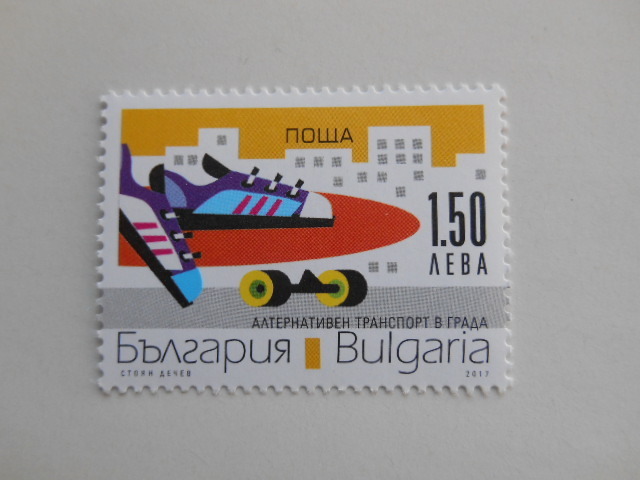 ПОЩА
1.50
ЛЕВА
АЛТЕРНАТИВЕН ТРАНСПОРТ В ГРАДА
България Bulgaria
СТОЯН ДЕЧЕВ 2017